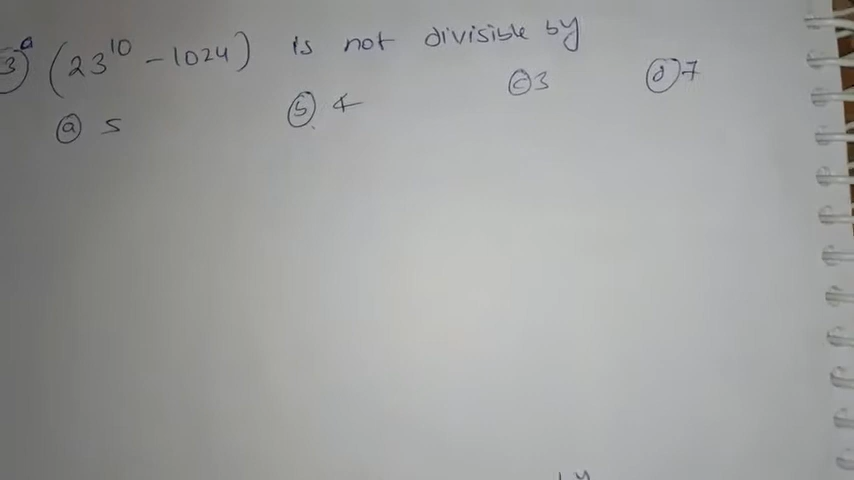 3) (23^10 - 1024) is not divisible by
(a) 5 (b) 4 (c) 3 (d) 7